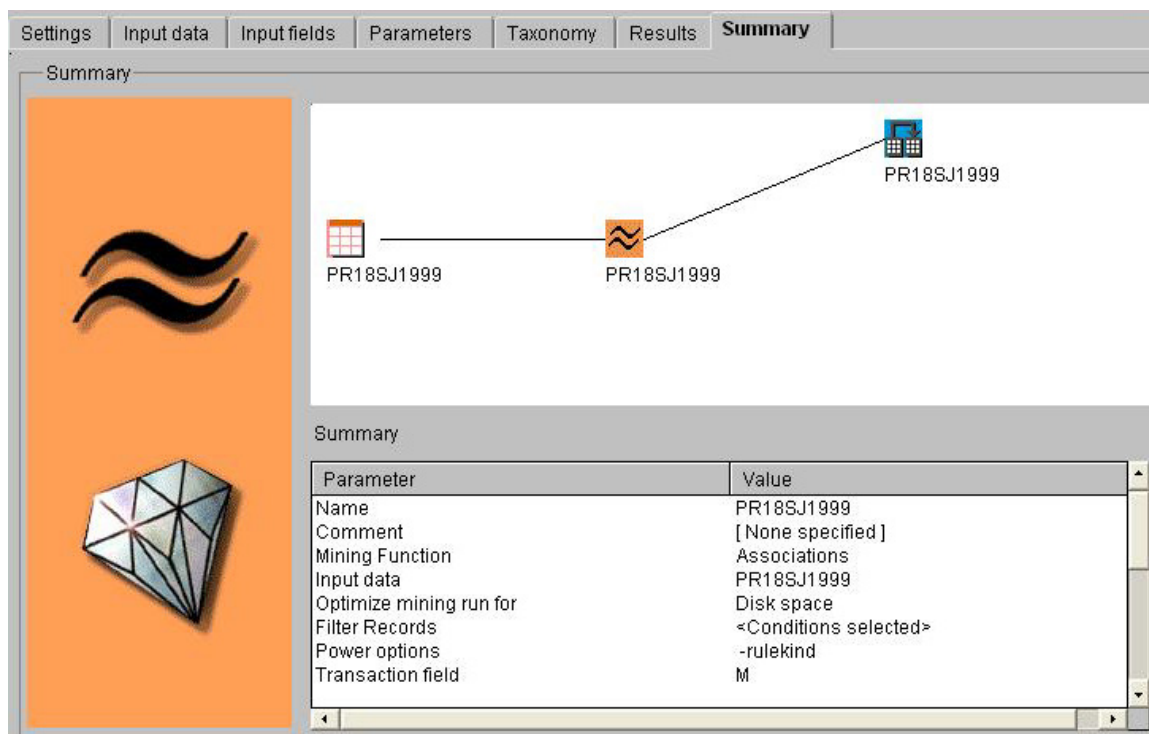 Settings Input data Input fields Parameters Taxonomy Results Summary
Summary
PR18SJ1999
PR18SJ1999
PR18SJ1999
Summary
Parameter Value
Name PR18SJ1999
Comment [ None specified ]
Mining Function Associations
Input data PR18SJ1999
Optimize mining run for Disk space
Filter Records <Conditions selected>
Power options -rulekind
Transaction field M